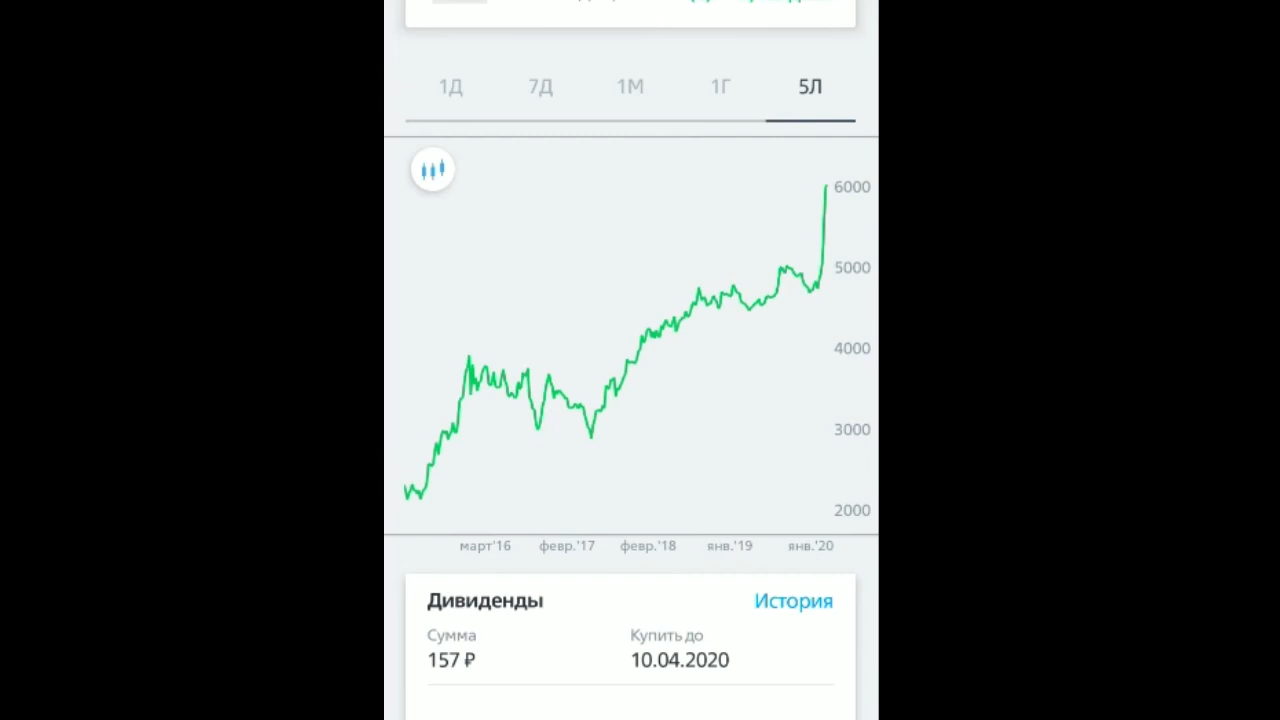 1Д 7Д 1М 1Г 5Л
6000
5000
4000
3000
2000
март'16 февр.'17 февр.'18 янв.'19 янв.'20
Дивиденды История
Сумма Купить до
157 ₽ 10.04.2020